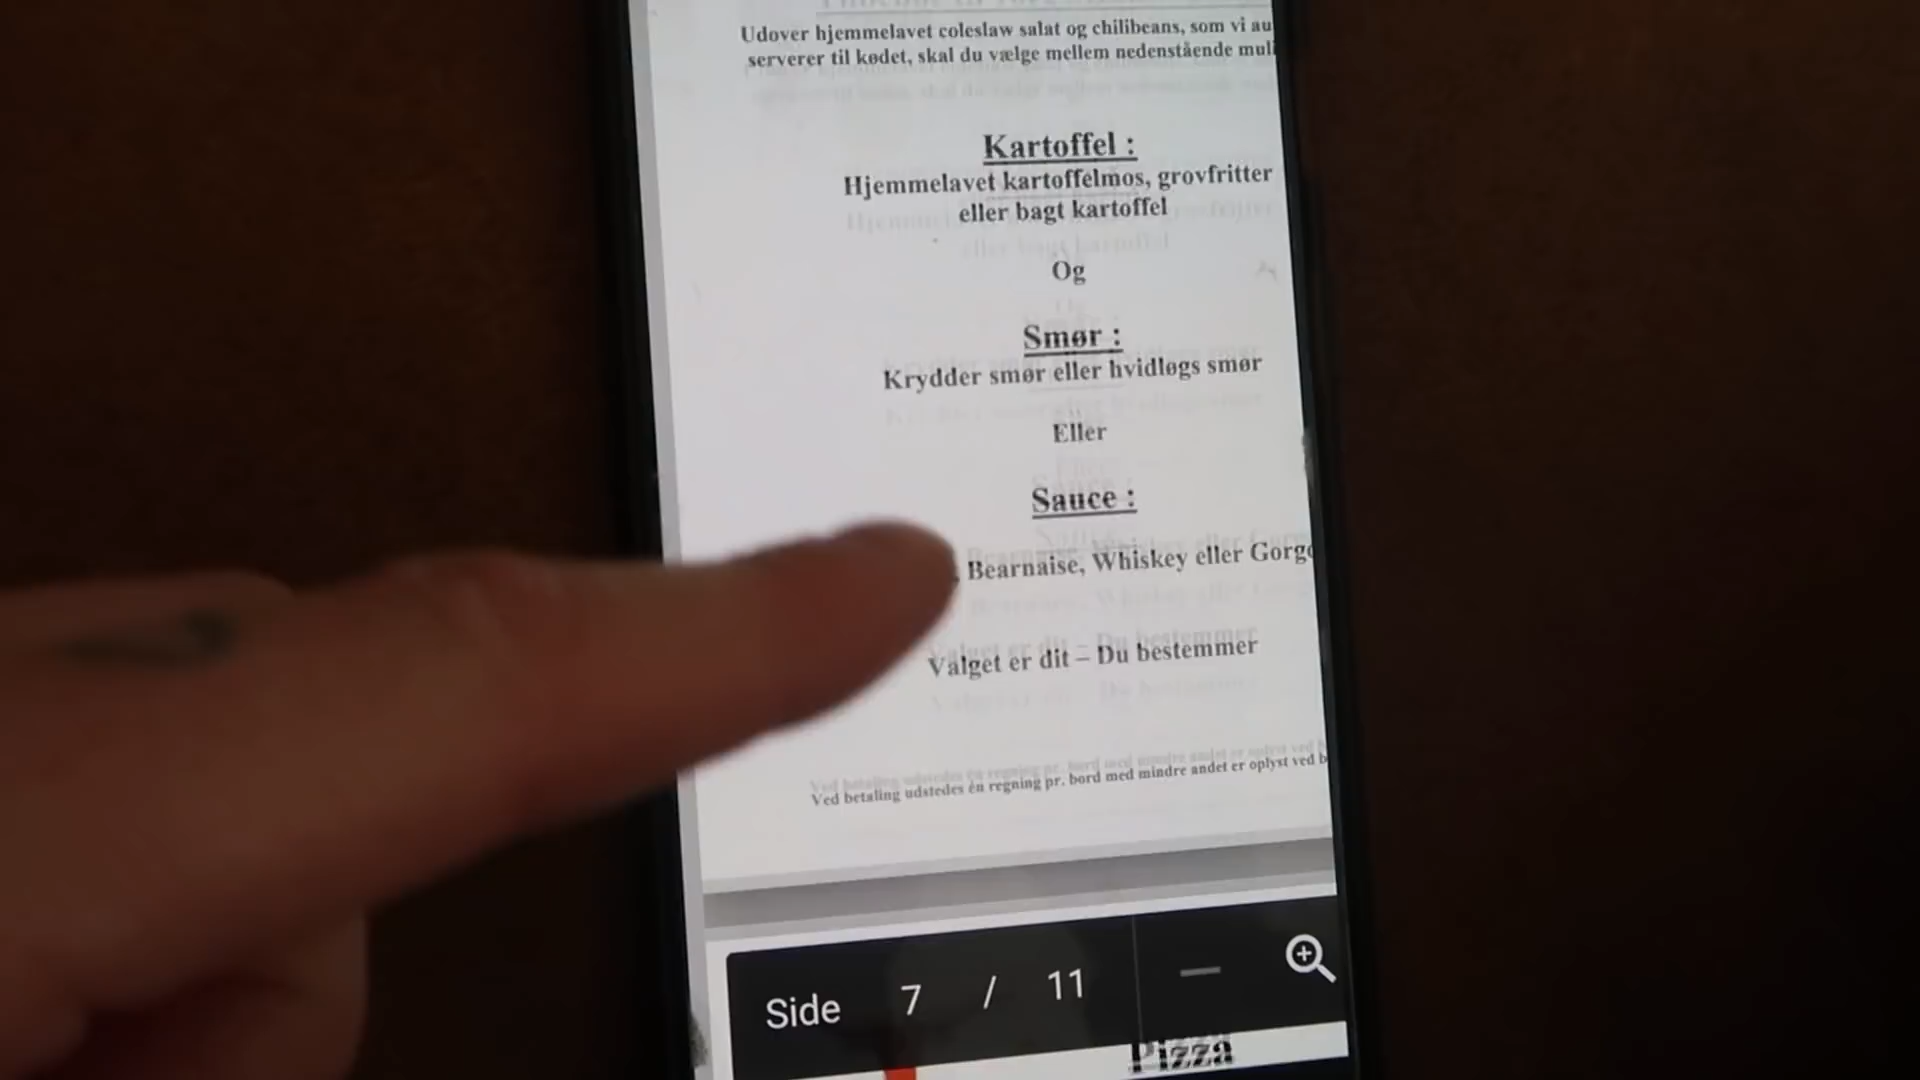 Udover hjemmelavet coleslaw salat og chilibeans, som vi au
serverer til kødet, skal du vælge mellem nedenstående mul
Kartoffel :
Hjemmelavet kartoffelmos, grovfritter
eller bagt kartoffel
Og
Smør :
Krydder smør eller hvidløgs smør
Eller
Sauce :
Bearnaise, Whiskey eller Gorgo
Valget er dit – Du bestemmer
Ved betaling udstedes én regning pr. bord med mindre andet er oplyst ved b
Side 7 / 11
Pizza